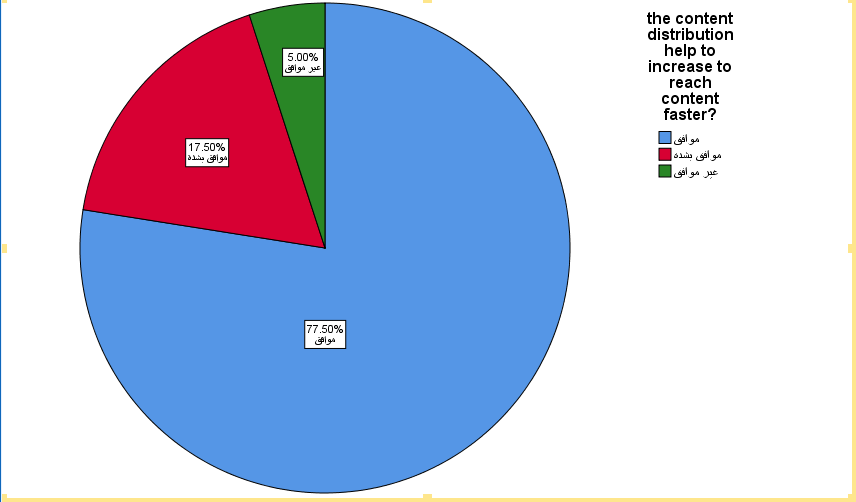 5.00%
غير موافق
17.50%
موافق بشدة
77.50%
موافق
the content
distribution
help to
increase to
reach
content
faster?
موافق
موافق بشده
غير موافق